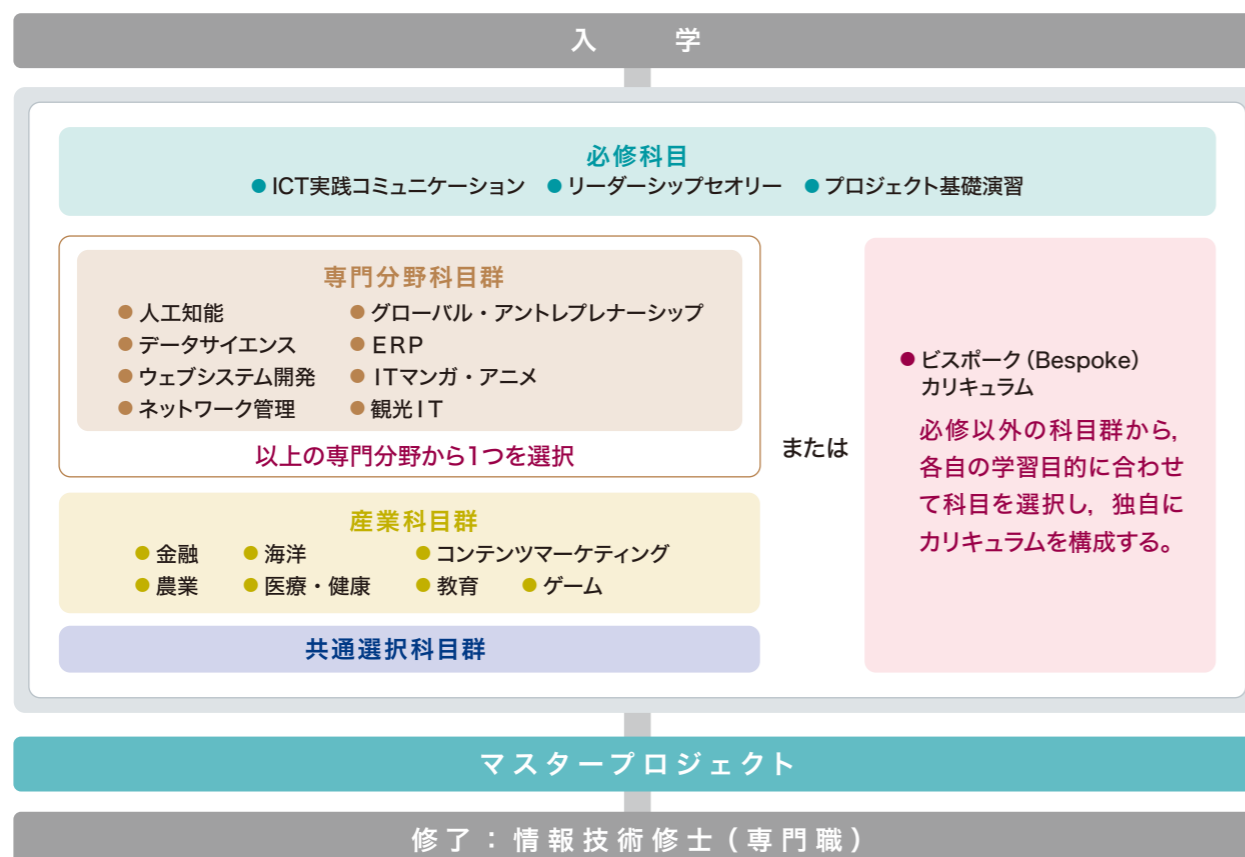 入学
必修科目
● ICT実践コミュニケーション ● リーダーシップセオリー ● プロジェクト基礎演習
専門分野科目群
● 人工知能 ● グローバル・アントレプレナーシップ
● データサイエンス ● ERP
● ウェブシステム開発 ● ITマンガ・アニメ
● ネットワーク管理 ● 観光IT
以上の専門分野から1つを選択
産業科目群
● 金融 ● 海洋 ● コンテンツマーケティング
● 農業 ● 医療・健康 ● 教育 ● ゲーム
共通選択科目群
または
● ビスポーク(Bespoke)
カリキュラム
必修以外の科目群から,
各自の学習目的に合わせ
て科目を選択し, 独自に
カリキュラムを構成する。
マスタープロジェクト
修了:情報技術修士(専門職)